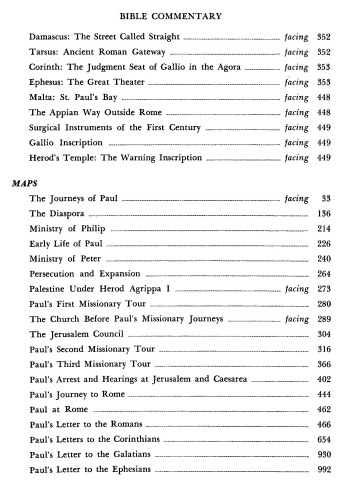 BIBLE COMMENTARY
Damascus: The Street Called Straight facing 352
Tarsus: Ancient Roman Gateway facing 352
Corinth: The Judgment Seat of Gallio in the Agora facing 353
Ephesus: The Great Theater facing 353
Malta: St. Paul's Bay facing 448
The Appian Way Outside Rome facing 448
Surgical Instruments of the First Century facing 449
Gallio Inscription facing 449
Herod's Temple: The Warning Inscription facing 449
MAPS
The Journeys of Paul facing 33
The Diaspora 136
Ministry of Philip 214
Early Life of Paul 226
Ministry of Peter 240
Persecution and Expansion 264
Palestine Under Herod Agrippa I facing 273
Paul's First Missionary Tour 280
The Church Before Paul's Missionary Journeys facing 289
The Jerusalem Council 304
Paul's Second Missionary Tour 316
Paul's Third Missionary Tour 366
Paul's Arrest and Hearings at Jerusalem and Caesarea 402
Paul's Journey to Rome 444
Paul at Rome 462
Paul's Letter to the Romans 466
Paul's Letters to the Corinthians 654
Paul's Letter to the Galatians 930
Paul's Letter to the Ephesians 992